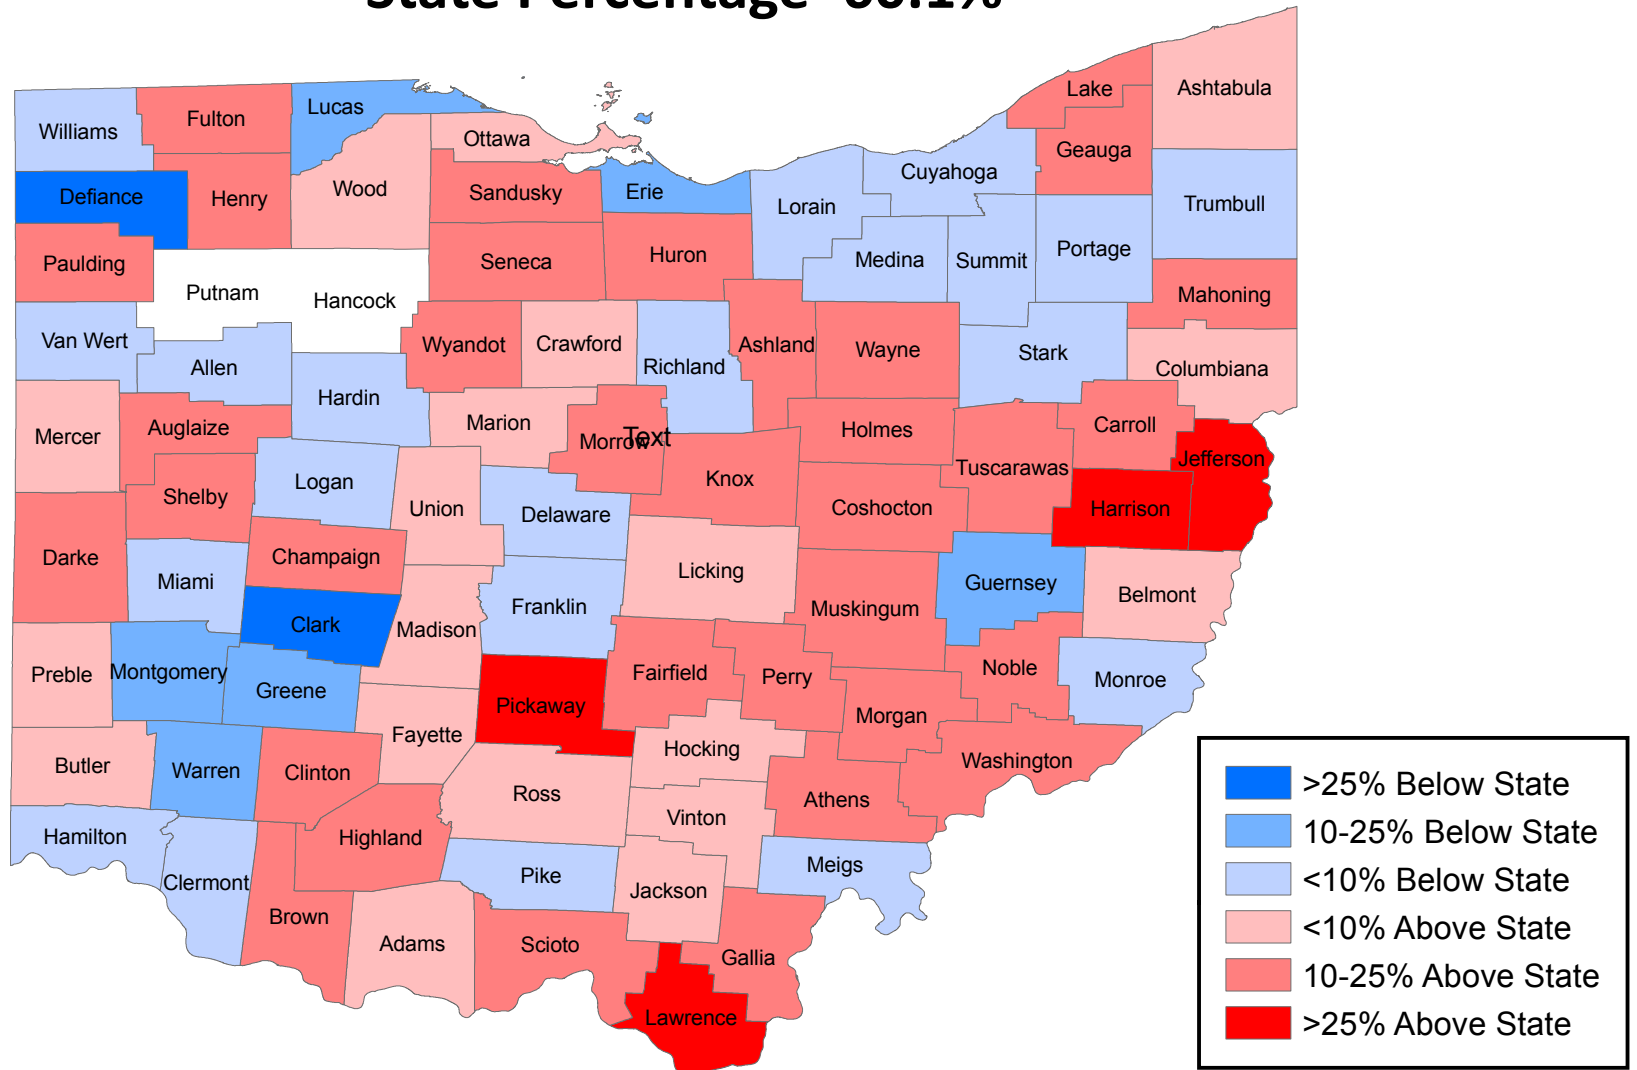 State Percentage
Ashtabula
Lake
Lucas
Fulton
Williams
Ottawa
Geauga
Cuyahoga
Wood
Sandusky
Erie
Defiance
Henry
Lorain
Trumbull
Portage
Huron
Medina
Summit
Seneca
Paulding
Putnam
Hancock
Mahoning
Van Wert
Wyandot
Crawford
Ashland
Wayne
Stark
Richland
Allen
Columbiana
Hardin
Marion
Carroll
Auglaize
Holmes
Mercer
Morrow
Text
Jefferson
Tuscarawas
Knox
Logan
Shelby
Union
Coshocton
Harrison
Delaware
Champaign
Darke
Licking
Miami
Guernsey
Belmont
Franklin
Muskingum
Clark
Madison
Noble
Montgomery
Fairfield
Preble
Perry
Monroe
Greene
Pickaway
Morgan
Fayette
Hocking
Washington
Butler
Warren
Clinton
Ross
Athens
Vinton
Hamilton
Highland
Meigs
Pike
Clermont
Jackson
Brown
Adams
Scioto
Gallia
Lawrence
>25% Below State
10-25% Below State
<10% Below State
<10% Above State
10-25% Above State
>25% Above State